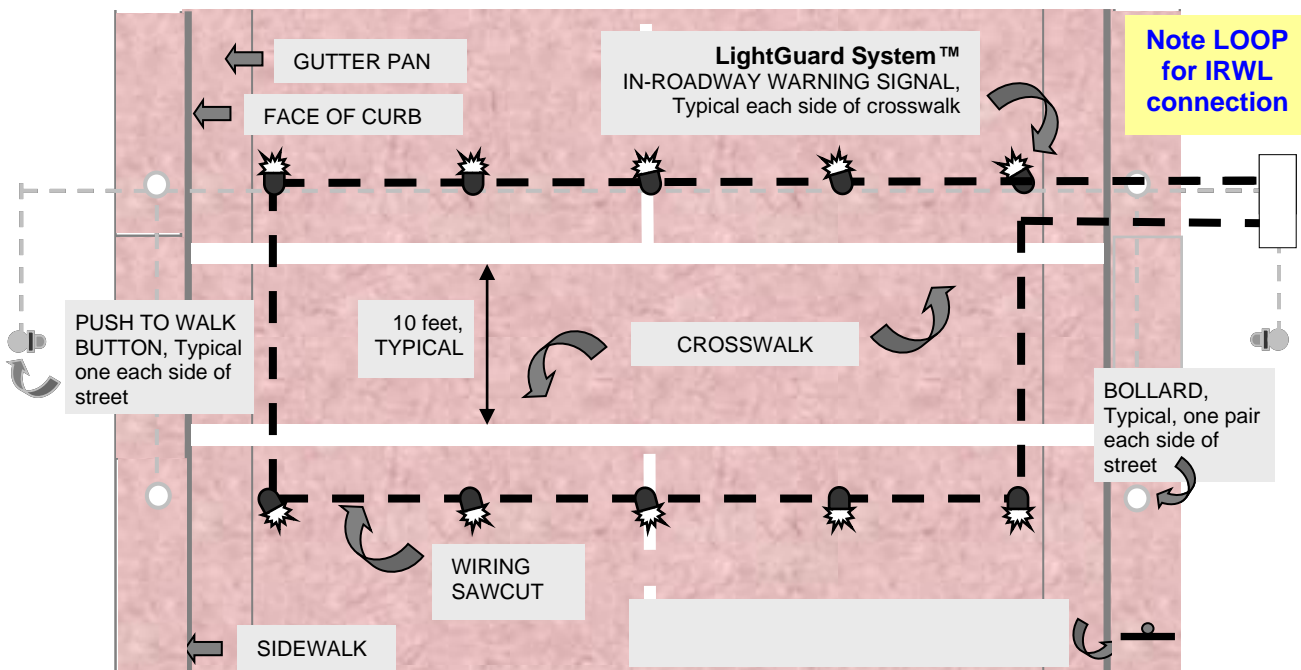 GUTTER PAN
FACE OF CURB
LightGuard System™
IN-ROADWAY WARNING SIGNAL,
Typical each side of crosswalk
Note LOOP
for IRWL
connection
PUSH TO WALK
BUTTON, Typical
one each side of
street
10 feet,
TYPICAL
CROSSWALK
BOLLARD,
Typical, one pair
each side of
street
WIRING
SAWCUT
SIDEWALK